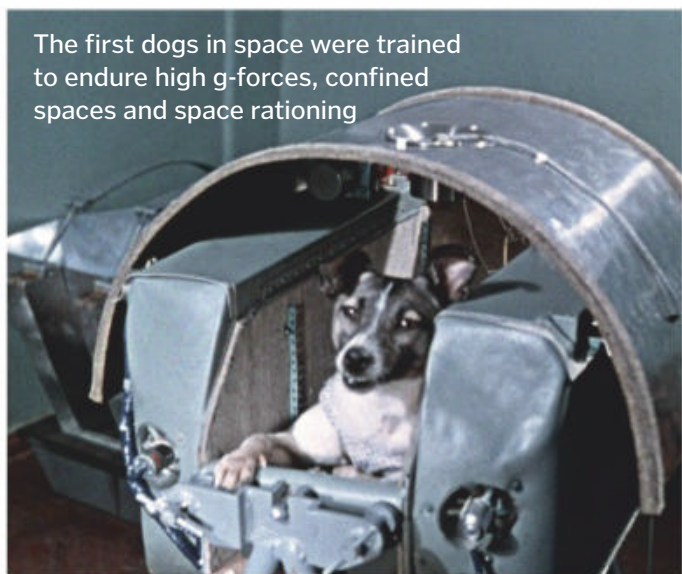 The first dogs in space were trained
to endure high g-forces, confined
spaces and space rationing